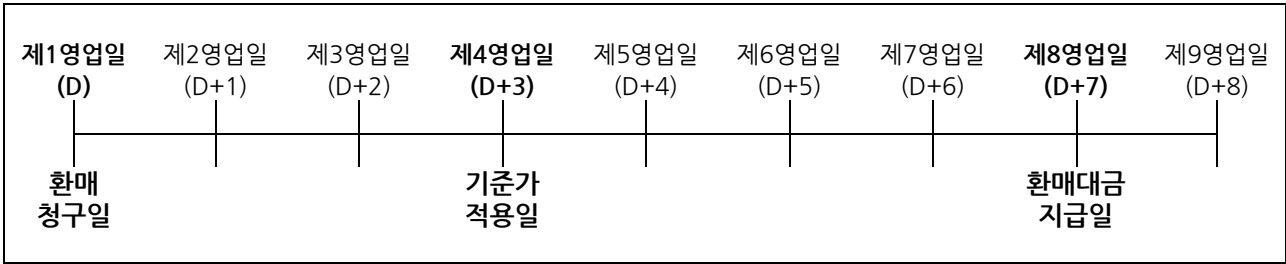 제1영업일 제2영업일 제3영업일 제4영업일 제5영업일 제6영업일 제7영업일 제8영업일 제9영업일
(D) (D+1) (D+2) (D+3) (D+4) (D+5) (D+6) (D+7) (D+8)
환매 기준가 환매대금
청구일 적용일 지급일